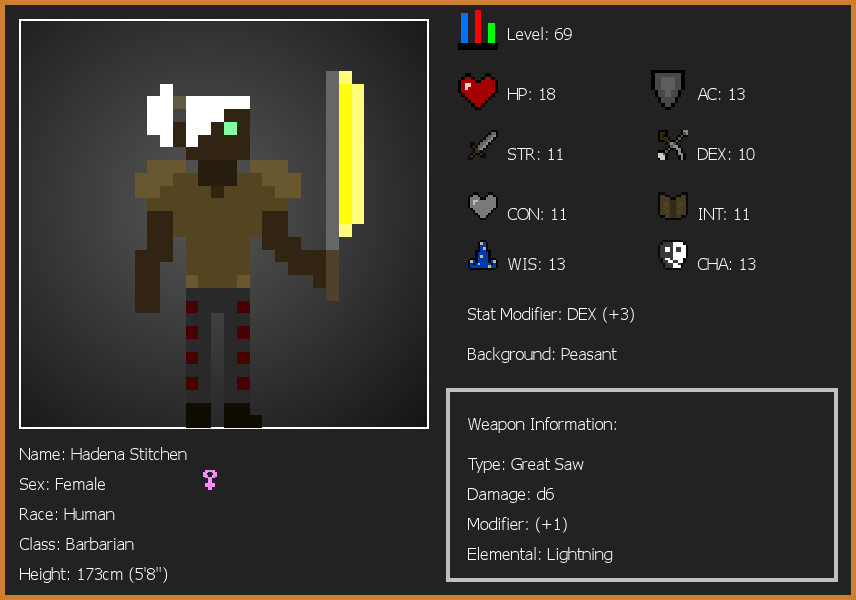 Level: 69
HP: 18
AC: 13
STR: 11
DEX: 10
CON: 11
INT: 11
WIS: 13
CHA: 13
Stat Modifier: DEX (+3)
Background: Peasant
Weapon Information:
Type: Great Saw
Damage: d6
Modifier: (+1)
Elemental: Lightning
Name: Hadena Stitchen
Sex: Female
Race: Human
Class: Barbarian
Height: 173cm (5'8")